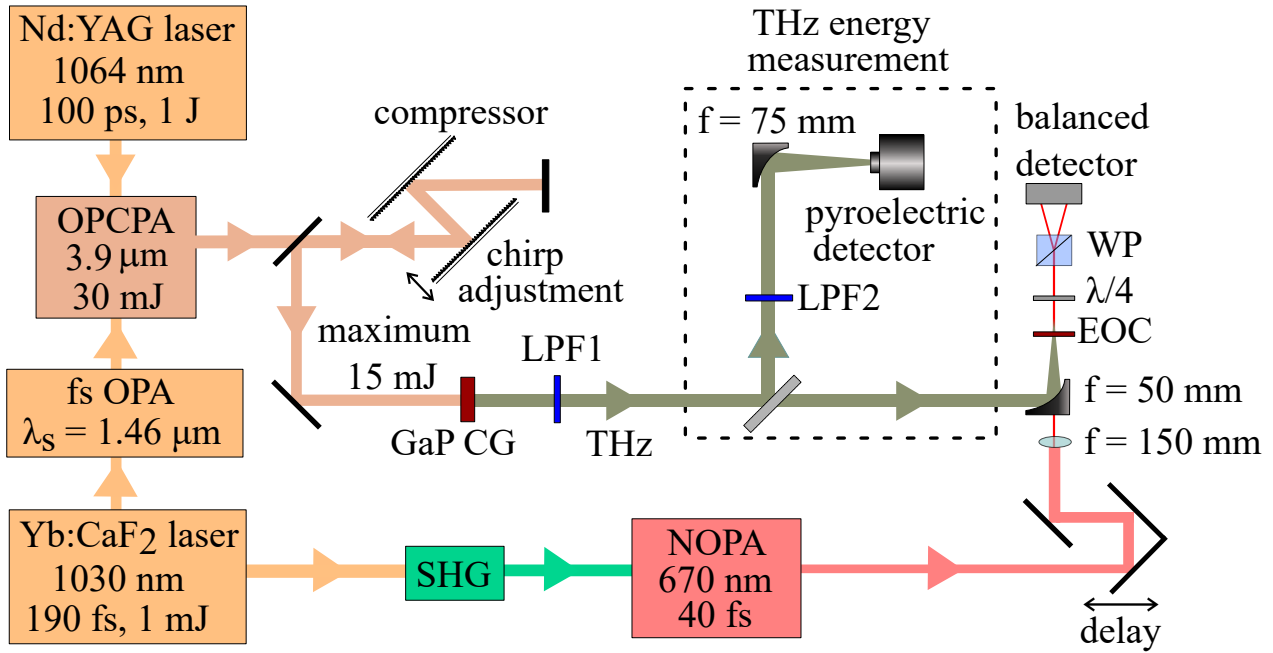 Nd:YAG laser
1064 nm
100 ps, 1 J
OPCPA
3.9 μm
30 mJ
fs OPA
λS = 1.46 μm
Yb:CaF2 laser
1030 nm
190 fs, 1 mJ
compressor
chirp
adjustment
maximum
15 mJ
GaP CG
LPF1
THz
THz energy
measurement
f = 75 mm
pyroelectric
detector
LPF2
balanced
detector
WP
λ/4
EOC
f = 50 mm
f = 150 mm
SHG
NOPA
670 nm
40 fs
delay